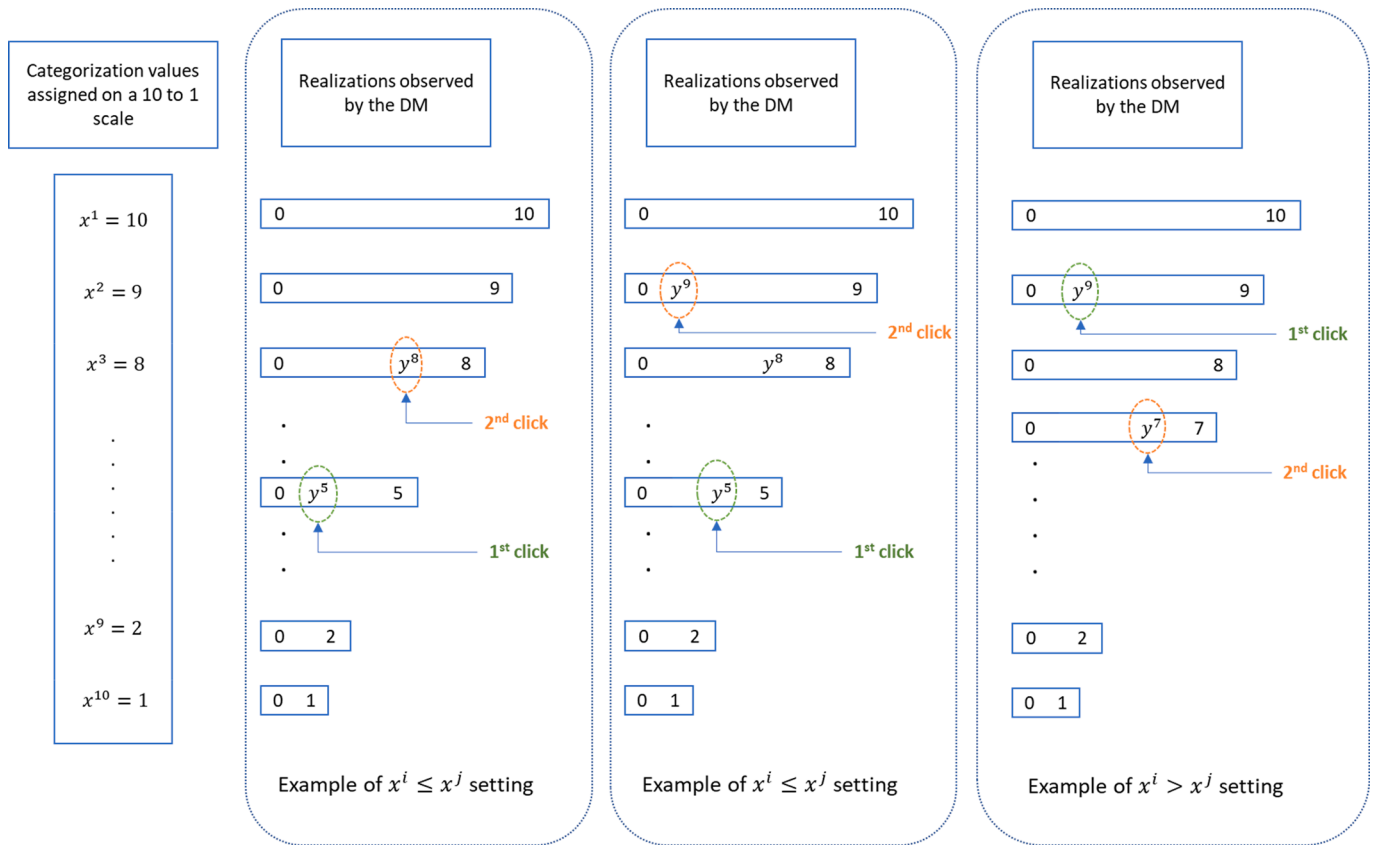 Categorization values
assigned on a 10 to 1
scale
x¹ = 10
x² = 9
x³ = 8
.
.
.
.
.
.
x⁹ = 2
x¹⁰ = 1
Realizations observed
by the DM
0 10
0 9
0 y⁸ 8
2nd click
.
.
0 y⁵ 5
1st click
.
.
0 2
0 1
Example of xⁱ ≤ xʲ setting
Realizations observed
by the DM
0 10
0 y⁹ 9
2nd click
0 y⁸ 8
.
.
0 y⁵ 5
1st click
.
.
0 2
0 1
Example of xⁱ ≤ xʲ setting
Realizations observed
by the DM
0 10
0 y⁹ 9
1st click
0 8
0 y⁷ 7
2nd click
.
.
.
.
0 2
0 1
Example of xⁱ > xʲ setting